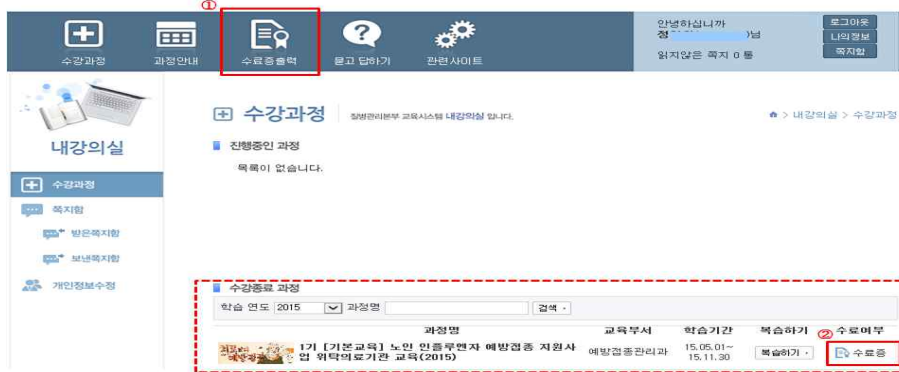 ①
수강과정 과정안내 수료증출력 묻고 답하기 관련사이트
안녕하십니까
정 )님
읽지않은 쪽지 0 통
로그아웃
나의정보
쪽지함
내강의실
수강과정
쪽지함
받은쪽지함
보낸쪽지함
개인정보수정
수강과정 질병관리본부 교육시스템 내강의실 입니다.
> 내강의실 > 수강과정
진행중인 과정
목록이 없습니다.
수강종료 과정
학습 연도 2015 과정명 검색
과정명 교육부서 학습기간 복습하기 ② 수료여부
1기 [기본교육] 노인 인플루엔자 예방접종 지원사
업 위탁의료기관 교육(2015)
예방접종관리과
15.05.01~
15.11.30
복습하기
수료증